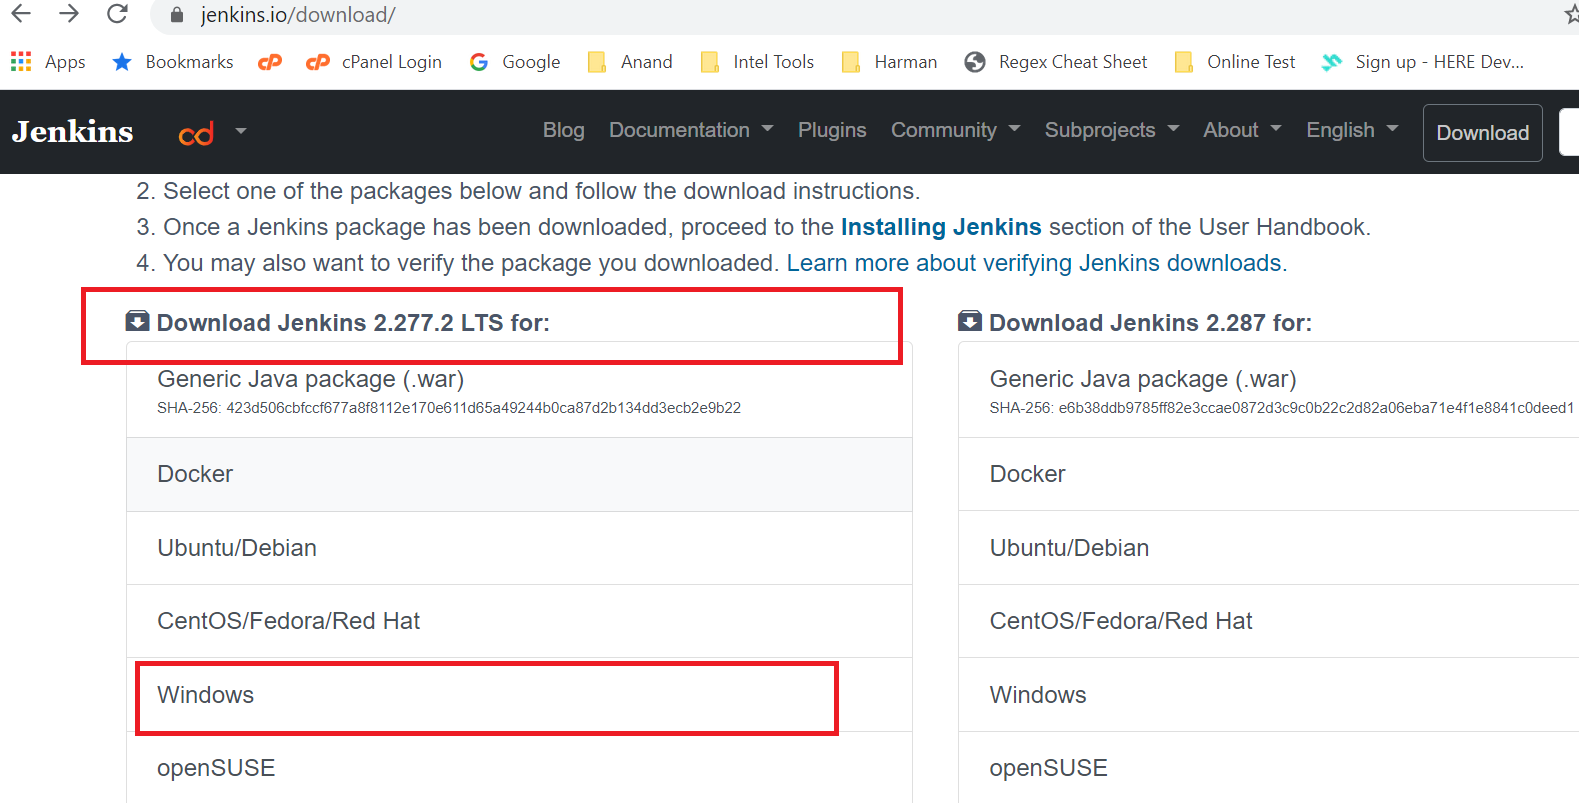 jenkins.io/download/
Apps Bookmarks cPanel Login Google Anand Intel Tools Harman Regex Cheat Sheet Online Test Sign up - HERE Dev...
Jenkins cd Blog Documentation Plugins Community Subprojects About English Download
2. Select one of the packages below and follow the download instructions.
3. Once a Jenkins package has been downloaded, proceed to the Installing Jenkins section of the User Handbook.
4. You may also want to verify the package you downloaded. Learn more about verifying Jenkins downloads.
Download Jenkins 2.277.2 LTS for:
Generic Java package (.war)
SHA-256: 423d506cbfccf677a8f8112e170e611d65a49244b0ca87d2b134dd3ecb2e9b22
Docker
Ubuntu/Debian
CentOS/Fedora/Red Hat
Windows
openSUSE
Download Jenkins 2.287 for:
Generic Java package (.war)
SHA-256: e6b38ddb9785ff82e3ccae0872d3c9c0b22c2d82a06eba71e4f1e8841c0deed1
Docker
Ubuntu/Debian
CentOS/Fedora/Red Hat
Windows
openSUSE